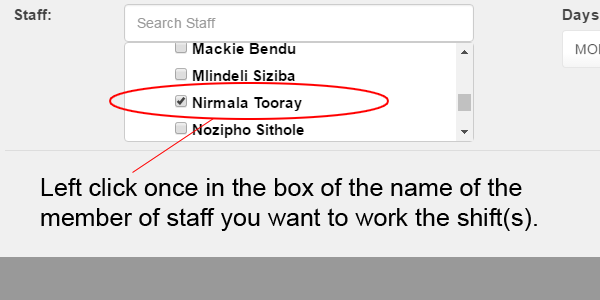 Staff:
Search Staff
Days
Mackie Bendu
MO
Mlindeli Siziba
Nirmala Tooray
Nozipho Sithole
Left click once in the box of the name of the
member of staff you want to work the shift(s).